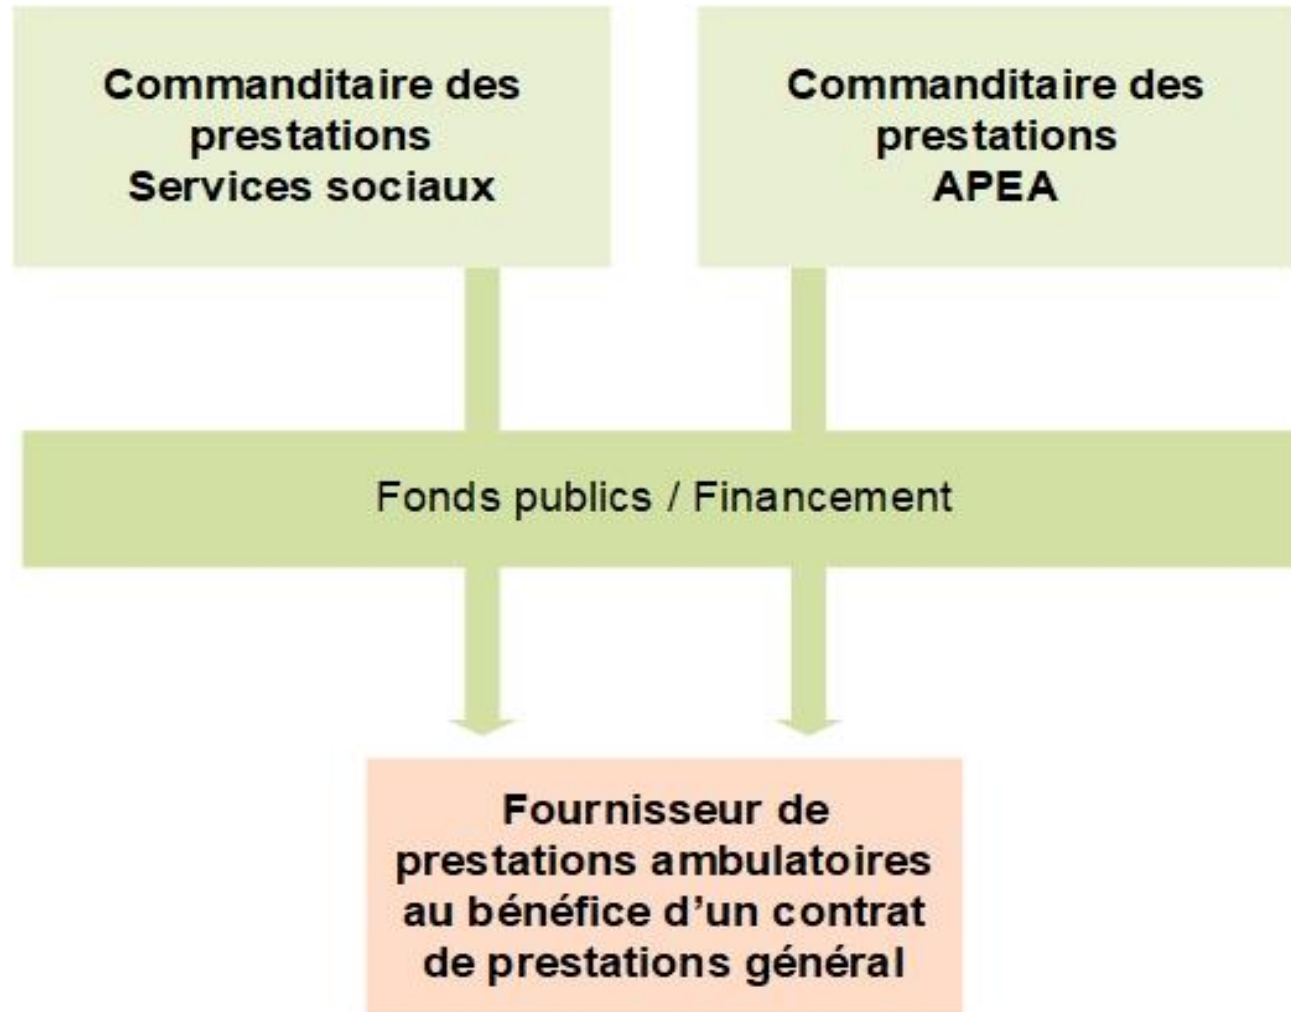 Commanditaire des
prestations
Services sociaux
Commanditaire des
prestations
APEA
Fonds publics / Financement
Fournisseur de
prestations ambulatoires
au bénéfice d’un contrat
de prestations général